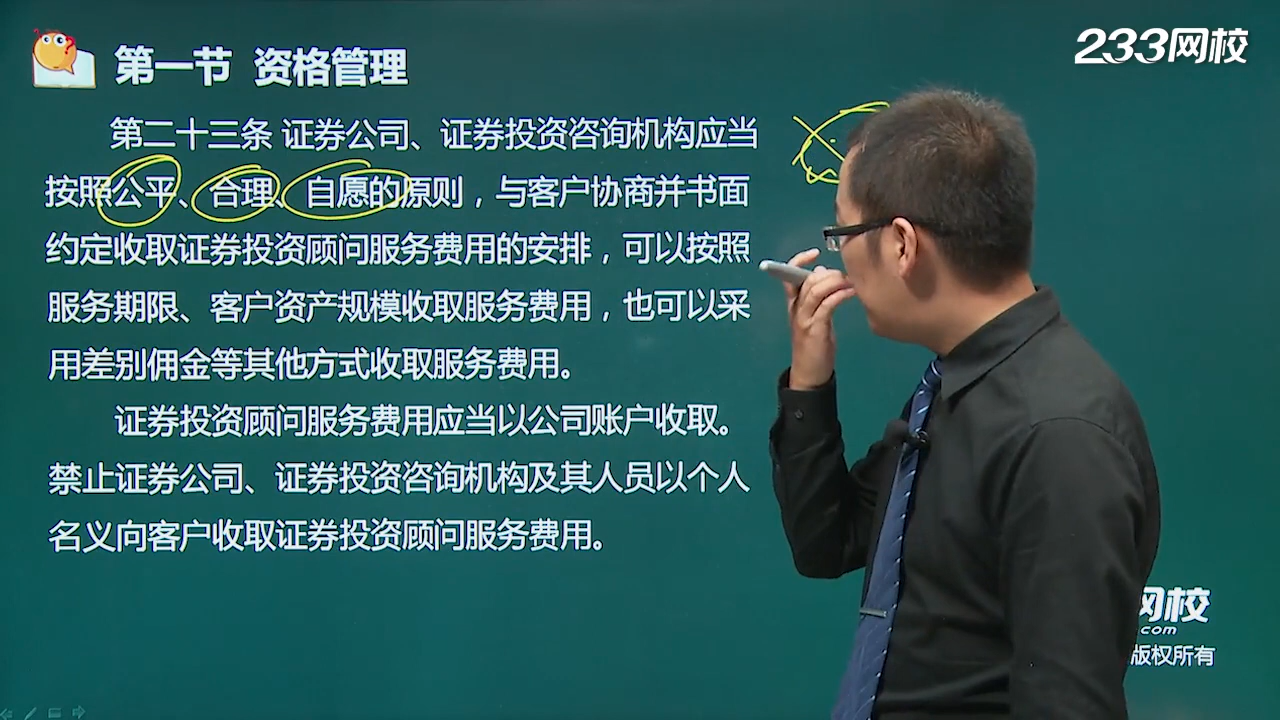 第一节 资格管理
233网校
第二十三条 证券公司、证券投资咨询机构应当
按照公平、合理、自愿的原则，与客户协商并书面
约定收取证券投资顾问服务费用的安排，可以按照
服务期限、客户资产规模收取服务费用，也可以采
用差别佣金等其他方式收取服务费用。
证券投资顾问服务费用应当以公司账户收取。
禁止证券公司、证券投资咨询机构及其人员以个人
名义向客户收取证券投资顾问服务费用。
网校
.com
版权所有